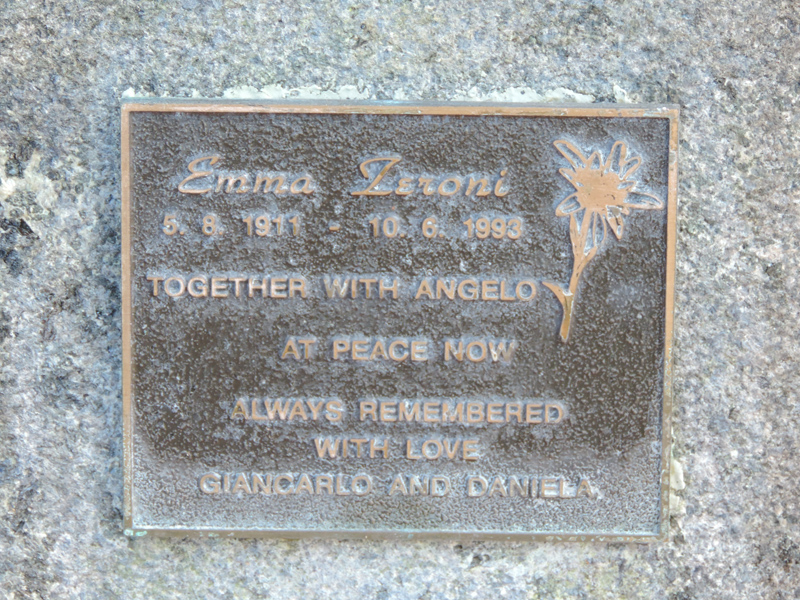 Emma Zeroni
5. 8. 1911 - 10. 6. 1993
TOGETHER WITH ANGELO
AT PEACE NOW
ALWAYS REMEMBERED
WITH LOVE
GIANCARLO AND DANIELA.